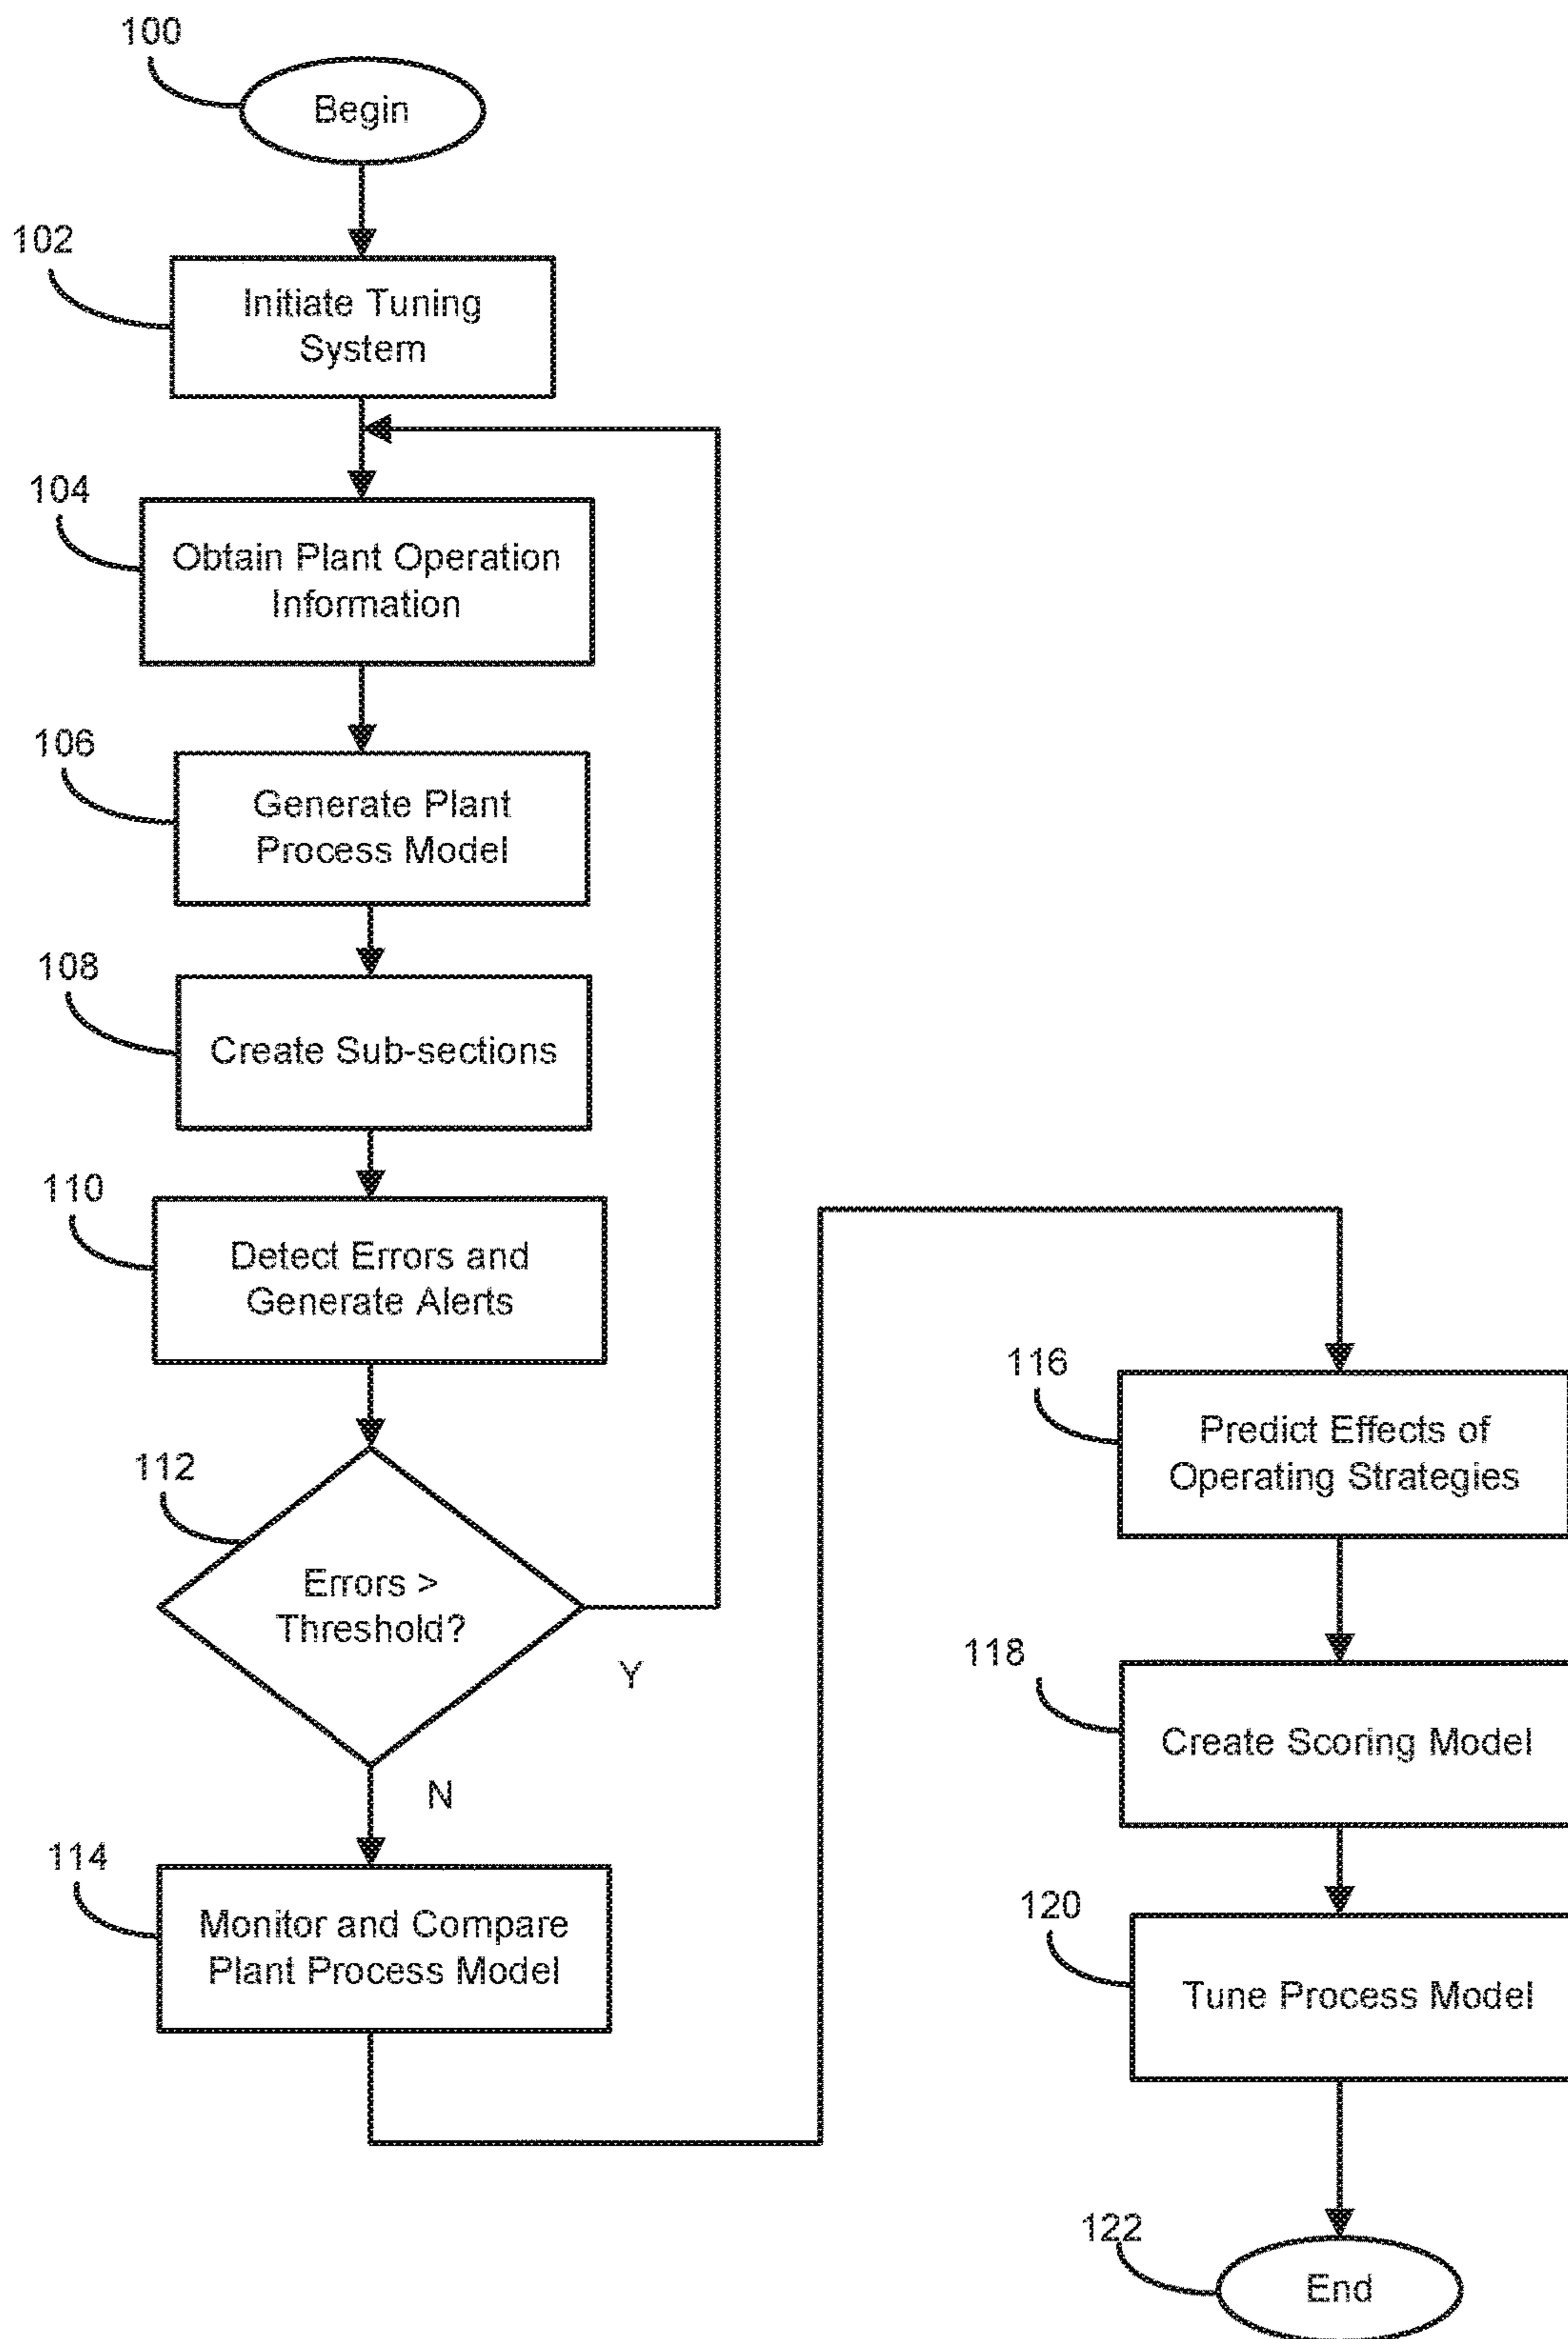 100
Begin
102
Initiate Tuning
System
104
Obtain Plant Operation
Information
106
Generate Plant
Process Model
108
Create Sub-sections
110
Detect Errors and
Generate Alerts
112
Errors >
Threshold?
Y
N
114
Monitor and Compare
Plant Process Model
116
Predict Effects of
Operating Strategies
118
Create Scoring Model
120
Tune Process Model
122
End